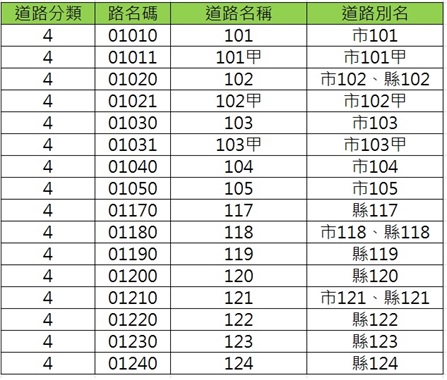 道路分類 路名碼 道路名稱 道路別名
4 01010 101 市101
4 01011 101甲 市101甲
4 01020 102 市102、縣102
4 01021 102甲 市102甲
4 01030 103 市103
4 01031 103甲 市103甲
4 01040 104 市104
4 01050 105 市105
4 01170 117 縣117
4 01180 118 市118、縣118
4 01190 119 縣119
4 01200 120 縣120
4 01210 121 市121、縣121
4 01220 122 縣122
4 01230 123 縣123
4 01240 124 縣124